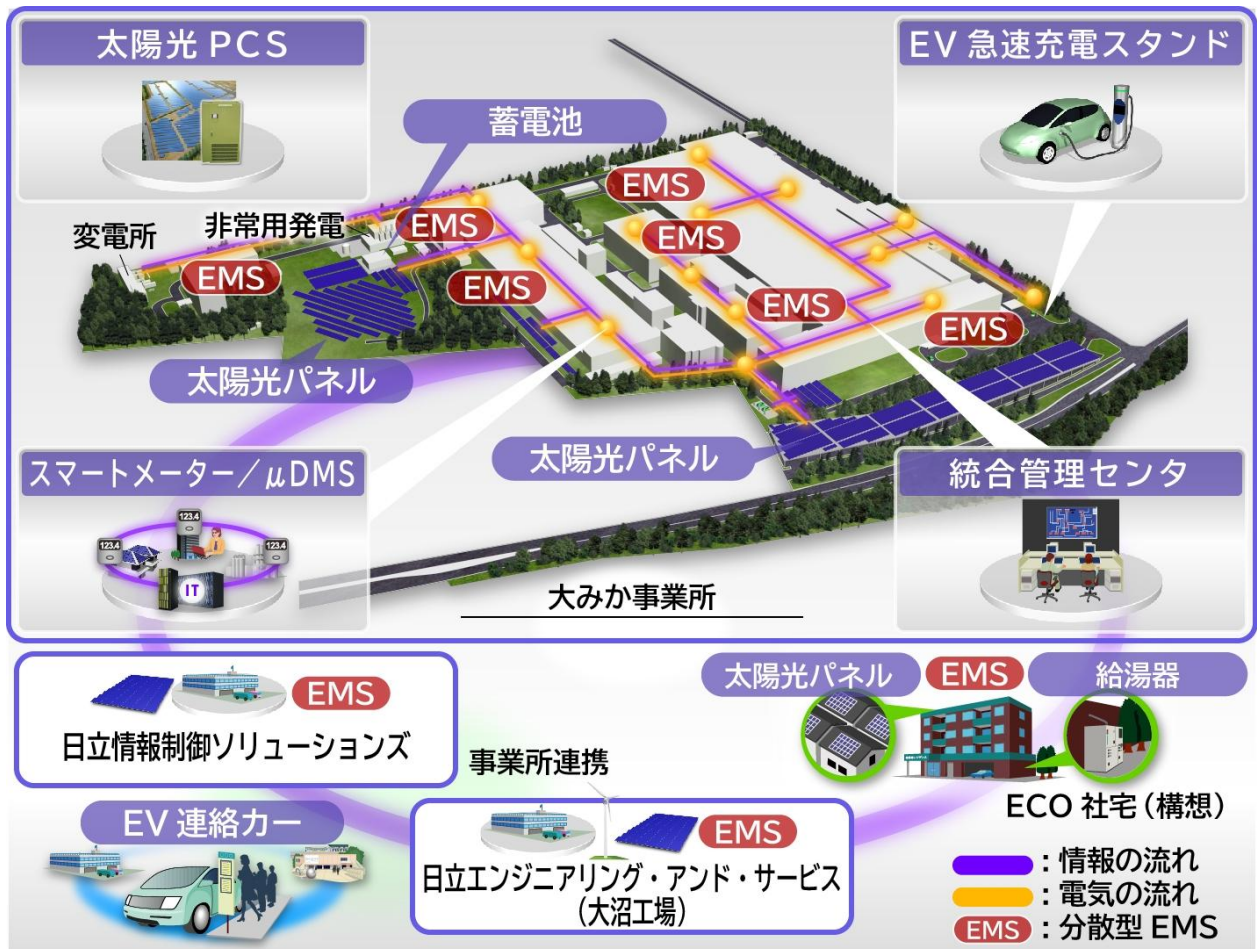 太陽光 PCS
EV 急速充電スタンド
蓄電池
変電所
非常用発電
EMS
EMS
EMS
EMS
EMS
EMS
EMS
太陽光パネル
太陽光パネル
スマートメーター／μDMS
123.4
123.4
123.4
IT
統合管理センタ
大みか事業所
EMS
日立情報制御ソリューションズ
事業所連携
太陽光パネル
EMS
給湯器
ECO 社宅 (構想)
EV 連絡カー
EMS
日立エンジニアリング・アンド・サービス
(大沼工場)
：情報の流れ
：電気の流れ
EMS ：分散型 EMS